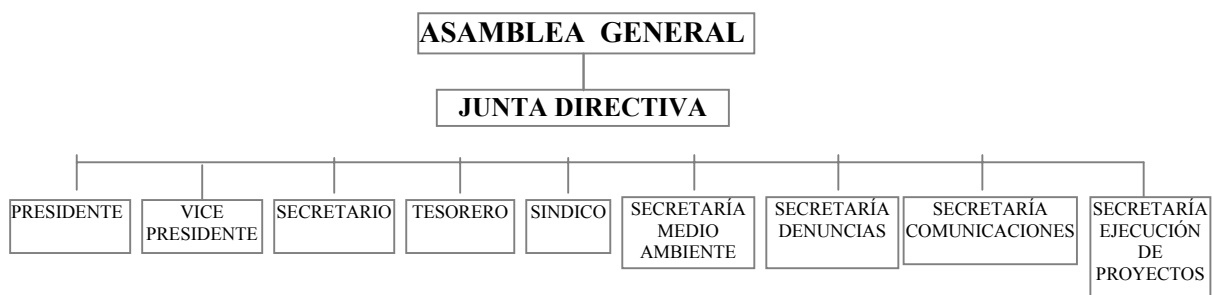 ASAMBLEA GENERAL
JUNTA DIRECTIVA
PRESIDENTE
VICE
PRESIDENTE
SECRETARIO
TESORERO
SINDICO
SECRETARÍA
MEDIO
AMBIENTE
SECRETARÍA
DENUNCIAS
SECRETARÍA
COMUNICACIONES
SECRETARÍA
EJECUCIÓN
DE
PROYECTOS